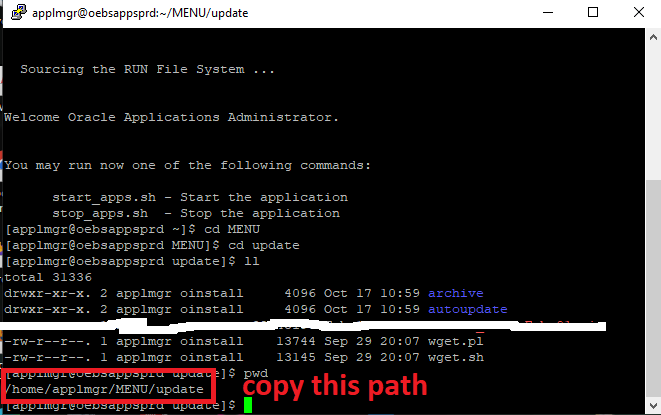 applmgr@oebsappsprd:~/MENU/update
Sourcing the RUN File System ...
Welcome Oracle Applications Administrator.
You may run now one of the following commands:
start_apps.sh - Start the application
stop_apps.sh - Stop the application
[applmgr@oebsappsprd ~]$ cd MENU
[applmgr@oebsappsprd MENU]$ cd update
[applmgr@oebsappsprd update]$ ll
total 31336
drwxr-xr-x. 2 applmgr oinstall 4096 Oct 17 10:59 archive
drwxr-xr-x. 2 applmgr oinstall 4096 Oct 17 10:59 autoupdate
-rw-r--r--. 1 applmgr oinstall 13744 Sep 29 20:07 wget.pl
-rw-r--r--. 1 applmgr oinstall 13145 Sep 29 20:07 wget.sh
[applmgr@oebsappsprd update]$ pwd
/home/applmgr/MENU/update copy this path
[applmgr@oebsappsprd update]$